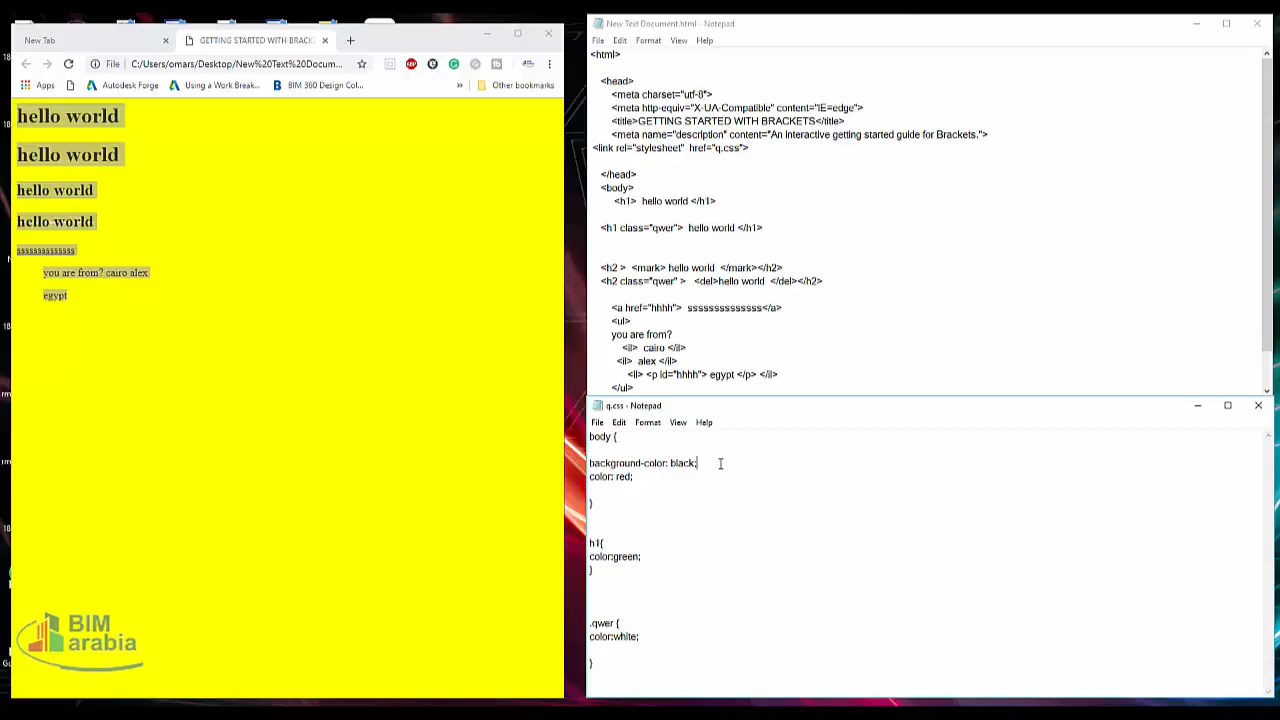 New Tab
GETTING STARTED WITH BRACK
File
C:/Users/omars/Desktop/New%20Text%20Docum...
Apps
Autodesk Forge
Using a Work Break...
BIM 360 Design Col...
»
Other bookmarks
hello world
hello world
hello world
hello world
ssssssssssssss
you are from? cairo alex
egypt
BIM
arabia
New Text Document.html - Notepad
File Edit Format View Help
<html>
<head>
<meta charset="utf-8">
<meta http-equiv="X-UA-Compatible" content="IE=edge">
<title>GETTING STARTED WITH BRACKETS</title>
<meta name="description" content="An interactive getting started guide for Brackets.">
<link rel="stylesheet" href="q.css">
</head>
<body>
<h1> hello world </h1>
<h1 class="qwer"> hello world </h1>
<h2 > <mark> hello world </mark></h2>
<h2 class="qwer" > <del>hello world </del></h2>
<a href="hhhh"> ssssssssssssss</a>
<ul>
you are from?
<il> cairo </il>
<il> alex </il>
<il> <p id="hhhh"> egypt </p> </il>
</ul>
q.css - Notepad
File Edit Format View Help
body {
background-color: black;
color: red;
}
h1{
color:green;
}
.qwer {
color:white;
}